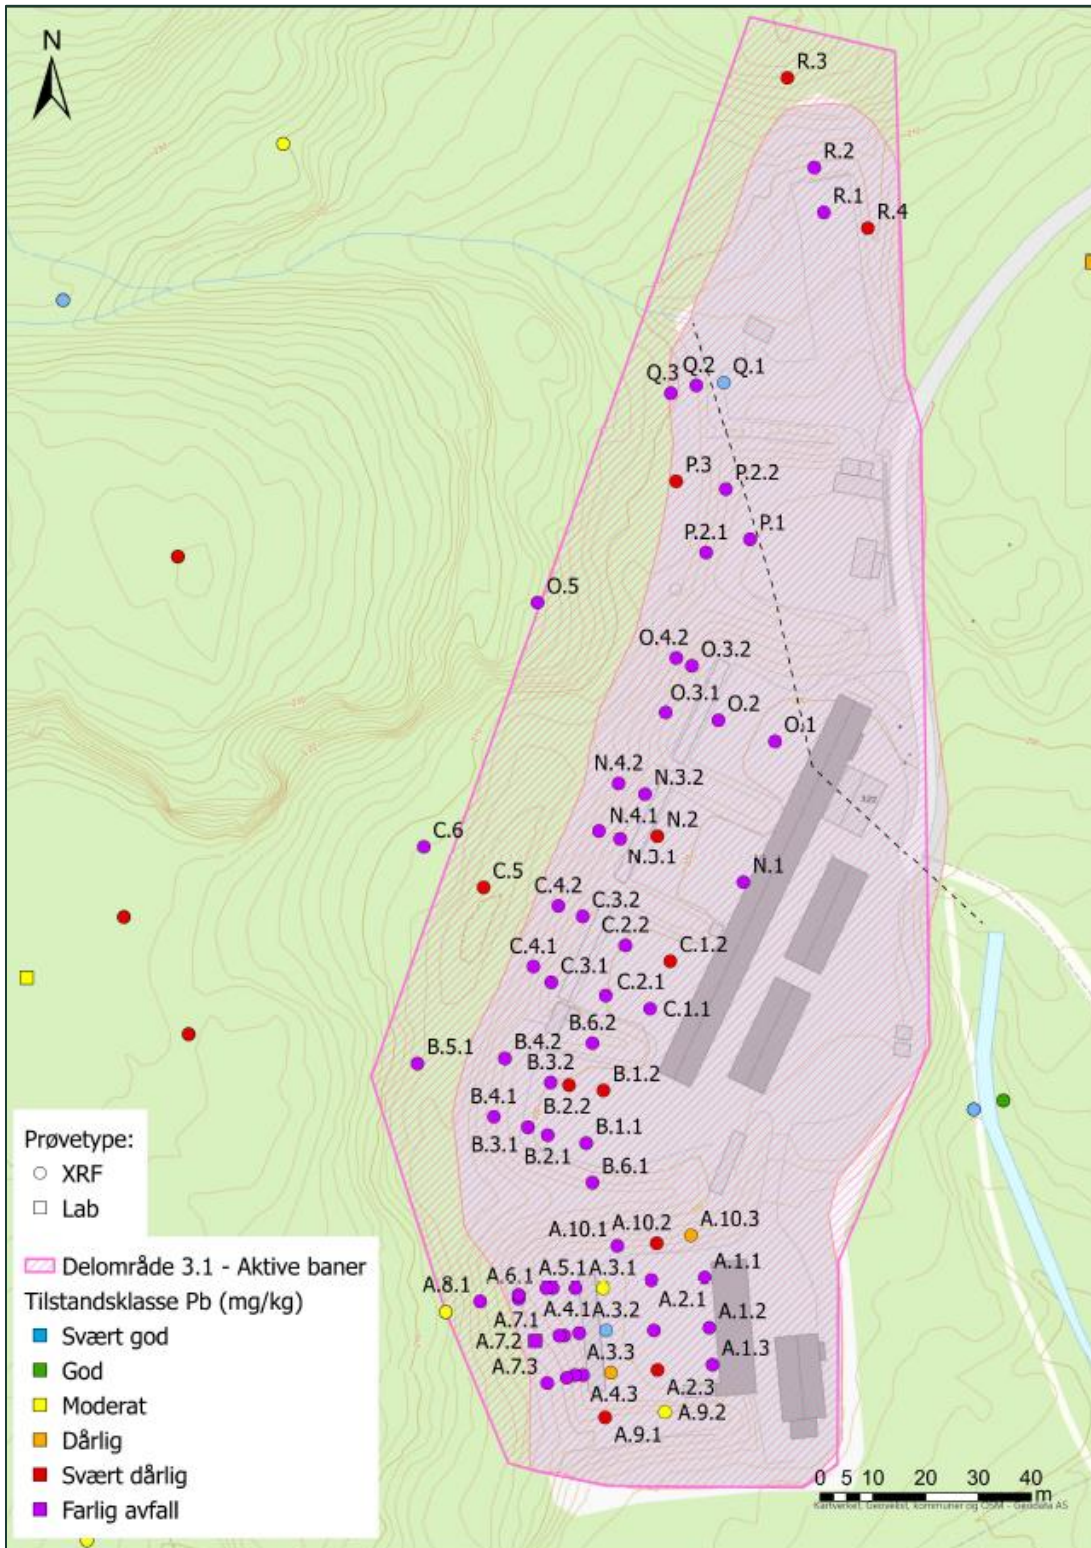 N
R.3
R.2
R.1
R.4
Q.3
Q.2
Q.1
P.3
P.2.2
P.1
P.2.1
O.5
O.4.2
O.3.2
O.3.1
O.2
O.1
N.4.2
N.3.2
N.4.1
N.2
N.3.1
N.1
C.6
C.5
C.4.2
C.3.2
C.2.2
C.1.2
C.4.1
C.3.1
C.2.1
C.1.1
B.6.2
B.5.1
B.4.2
B.3.2
B.1.2
B.2.2
B.4.1
B.3.1
B.2.1
B.1.1
B.6.1
A.10.1
A.10.2
A.10.3
A.8.1
A.6.1
A.5.1
A.3.1
A.1.1
A.2.1
A.7.1
A.4.1
A.3.2
A.1.2
A.7.2
A.1.3
A.7.3
A.3.3
A.4.3
A.2.3
A.9.2
A.9.1
Prøvetype:
XRF
Lab
Delområde 3.1 - Aktive baner
Tilstandsklasse Pb (mg/kg)
Svært god
God
Moderat
Dårlig
Svært dårlig
Farlig avfall
0 5 10 20 30 40
m
Kartverket, Geovekst, kommuner og OSM - Geodata AS